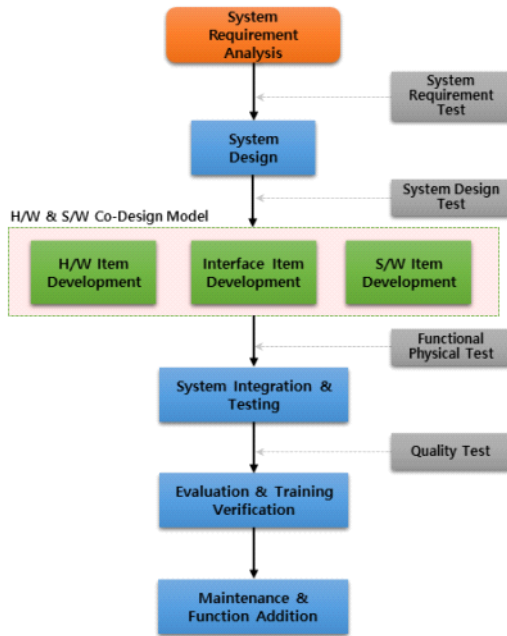 System
Requirement
Analysis
System
Requirement
Test
System
Design
System Design
Test
H/W & S/W Co-Design Model
H/W Item
Development
Interface Item
Development
S/W Item
Development
Functional
Physical Test
System Integration &
Testing
Quality Test
Evaluation & Training
Verification
Maintenance &
Function Addition